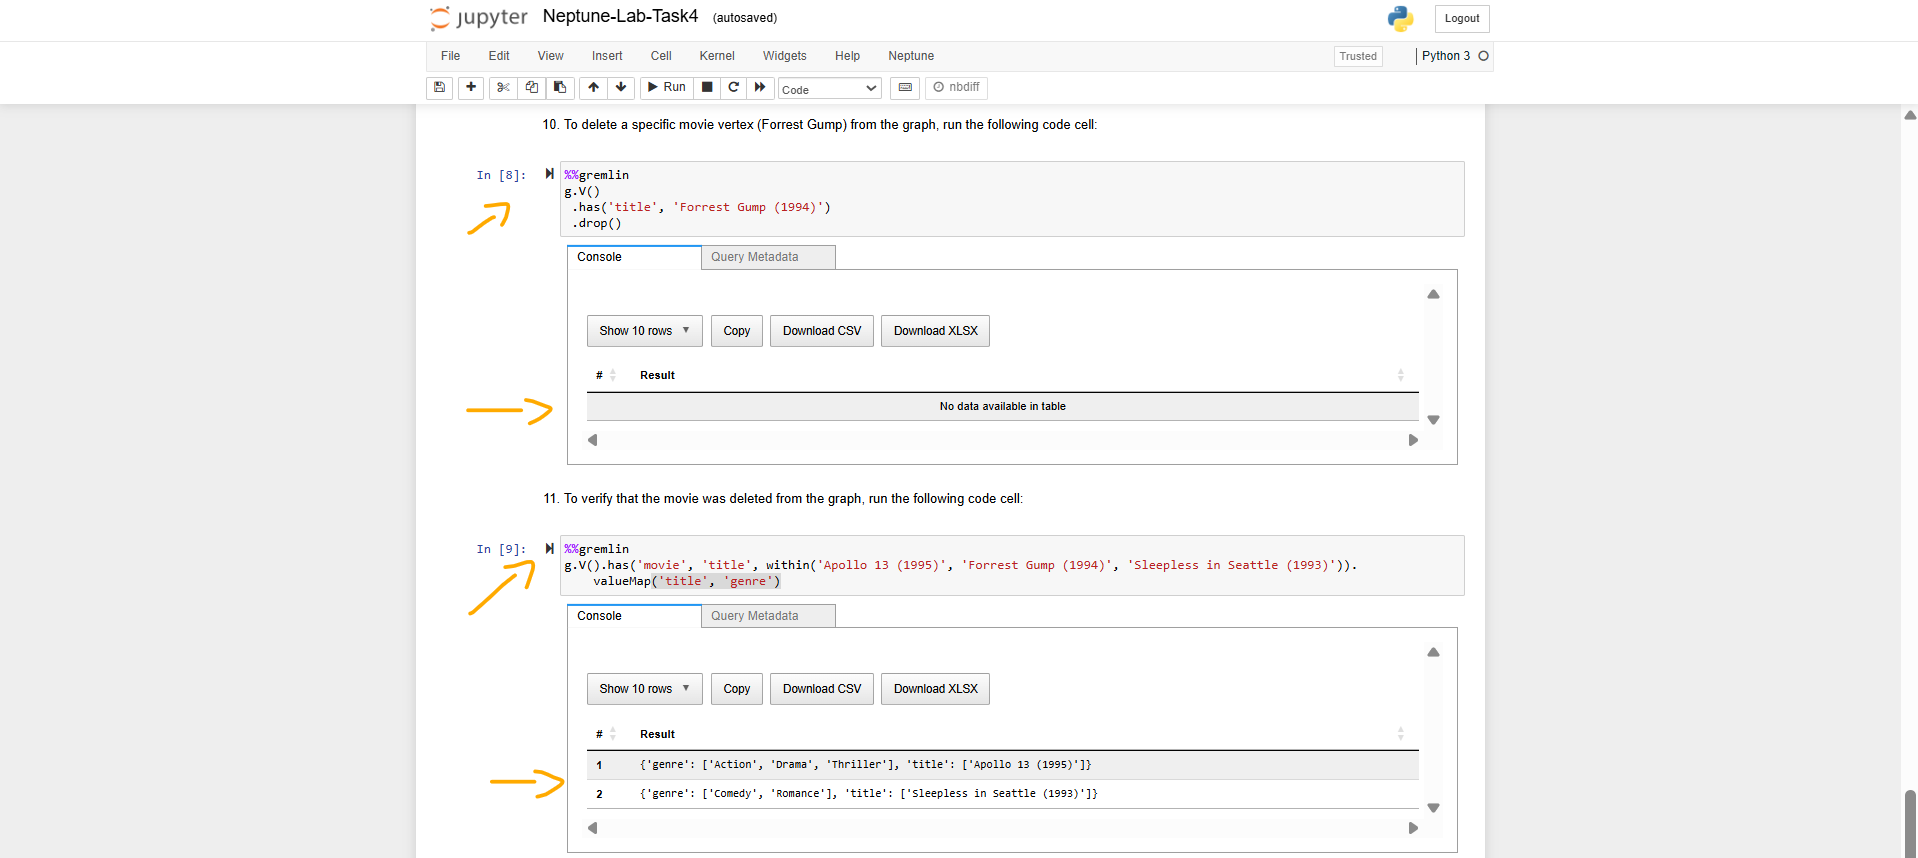 jupyter Neptune-Lab-Task4 (autosaved) Logout
File Edit View Insert Cell Kernel Widgets Help Neptune Trusted Python 3
Run Code nbdiff
10. To delete a specific movie vertex (Forrest Gump) from the graph, run the following code cell:
In [8]: %%gremlin
g.V()
.has('title', 'Forrest Gump (1994)')
.drop()
Console Query Metadata
Show 10 rows Copy Download CSV Download XLSX
# Result
No data available in table
11. To verify that the movie was deleted from the graph, run the following code cell:
In [9]: %%gremlin
g.V().has('movie', 'title', within('Apollo 13 (1995)', 'Forrest Gump (1994)', 'Sleepless in Seattle (1993)')).
valueMap('title', 'genre')
Console Query Metadata
Show 10 rows Copy Download CSV Download XLSX
# Result
1 {'genre': ['Action', 'Drama', 'Thriller'], 'title': ['Apollo 13 (1995)']}
2 {'genre': ['Comedy', 'Romance'], 'title': ['Sleepless in Seattle (1993)']}